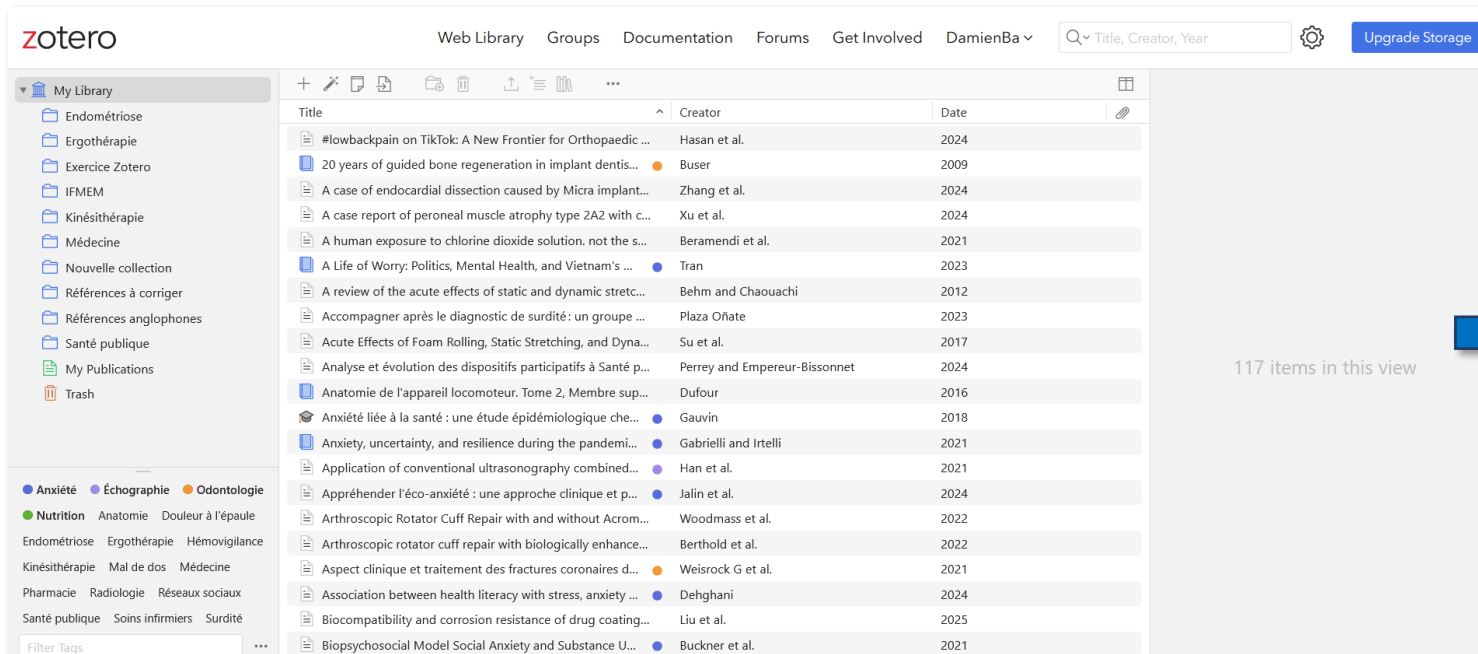 zotero
Web Library Groups Documentation Forums Get Involved DamienBa Title, Creator, Year Upgrade Storage
My Library
Endométriose
Ergothérapie
Exercice Zotero
IFMEM
Kinésithérapie
Médecine
Nouvelle collection
Références à corriger
Références anglophones
Santé publique
My Publications
Trash
Anxiété Échographie Odontologie
Nutrition Anatomie Douleur à l'épaule
Endométriose Ergothérapie Hémovigilance
Kinésithérapie Mal de dos Médecine
Pharmacie Radiologie Réseaux sociaux
Santé publique Soins infirmiers Surdité
Filter Tags
Title Creator Date
#lowbackpain on TikTok: A New Frontier for Orthopaedic ... Hasan et al. 2024
20 years of guided bone regeneration in implant dentis... Buser 2009
A case of endocardial dissection caused by Micra implant... Zhang et al. 2024
A case report of peroneal muscle atrophy type 2A2 with c... Xu et al. 2024
A human exposure to chlorine dioxide solution. not the s... Beramendi et al. 2021
A Life of Worry: Politics, Mental Health, and Vietnam's ... Tran 2023
A review of the acute effects of static and dynamic stretc... Behm and Chaouachi 2012
Accompagner après le diagnostic de surdité : un groupe ... Plaza Oñate 2023
Acute Effects of Foam Rolling, Static Stretching, and Dyna... Su et al. 2017
Analyse et évolution des dispositifs participatifs à Santé p... Perrey and Empereur-Bissonnet 2024
Anatomie de l'appareil locomoteur. Tome 2, Membre sup... Dufour 2016
Anxiété liée à la santé : une étude épidémiologique che... Gauvin 2018
Anxiety, uncertainty, and resilience during the pandemi... Gabrielli and Irtelli 2021
Application of conventional ultrasonography combined... Han et al. 2021
Appréhender l'éco-anxiété : une approche clinique et p... Jalin et al. 2024
Arthroscopic Rotator Cuff Repair with and without Acrom... Woodmass et al. 2022
Arthroscopic rotator cuff repair with biologically enhance... Berthold et al. 2022
Aspect clinique et traitement des fractures coronaires d... Weisrock G et al. 2021
Association between health literacy with stress, anxiety ... Dehghani 2024
Biocompatibility and corrosion resistance of drug coating... Liu et al. 2025
Biopsychosocial Model Social Anxiety and Substance U... Buckner et al. 2021
117 items in this view